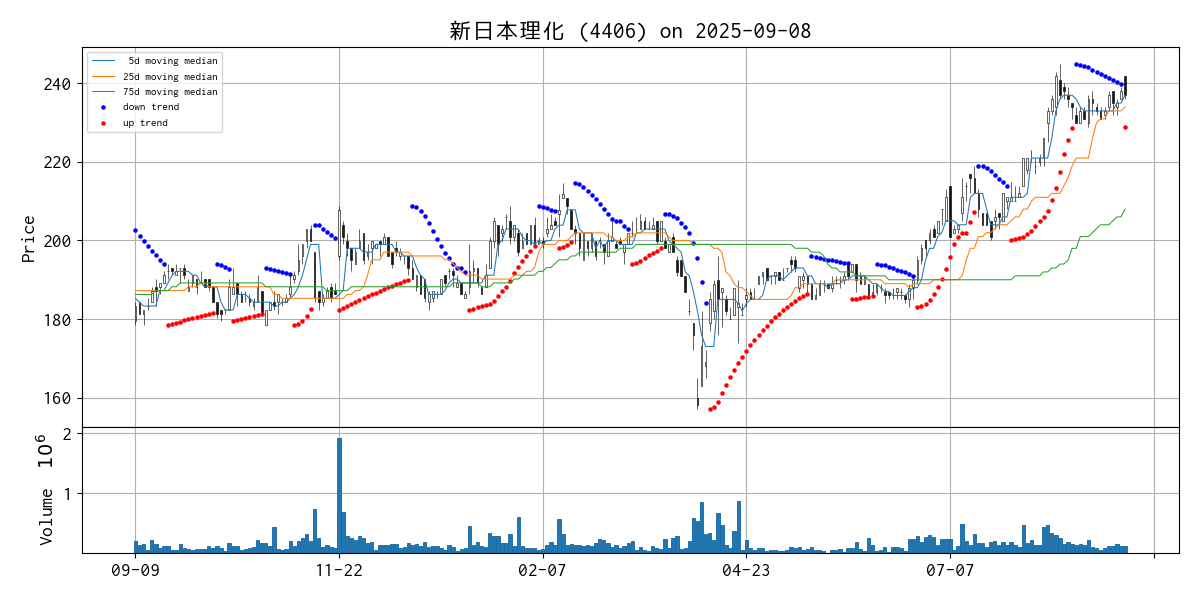 新日本理化 (4406) on 2025-09-08
5d moving median
25d moving median
75d moving median
down trend
up trend
Price
240
220
200
180
160
Volume 10^6
2
1
09-09 11-22 02-07 04-23 07-07